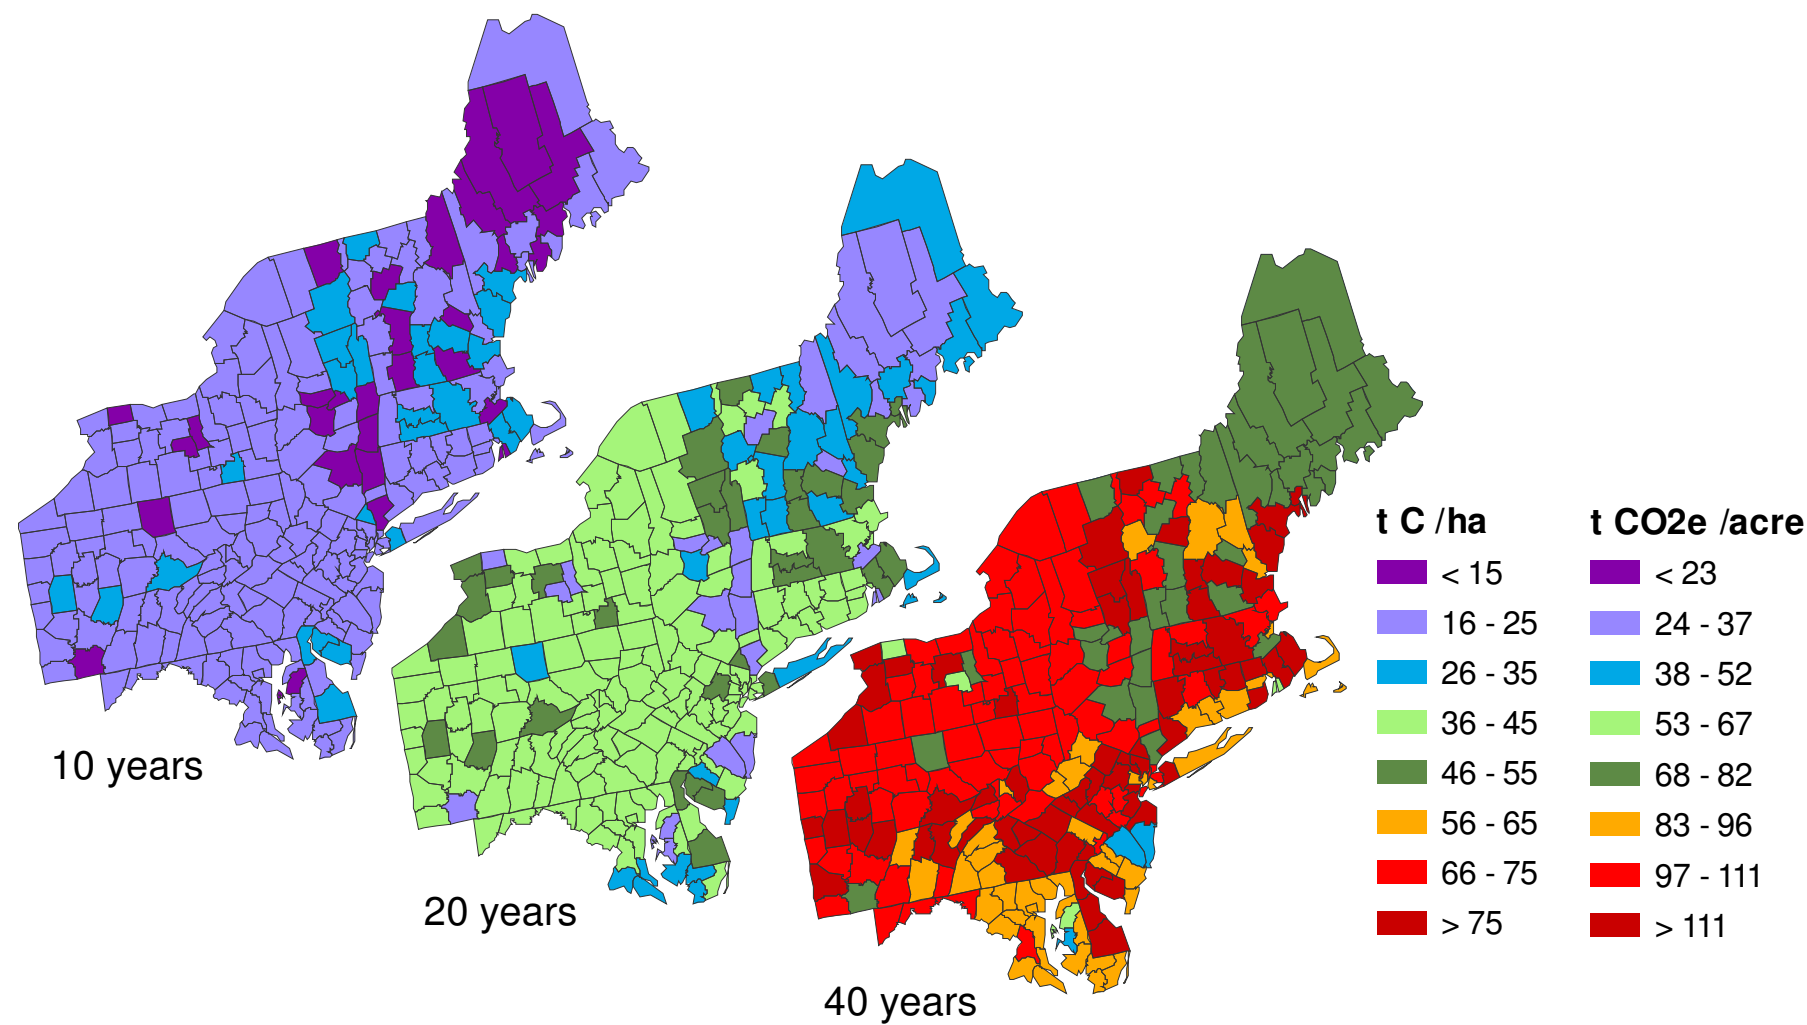 t C /ha
< 15
16 - 25
26 - 35
36 - 45
46 - 55
56 - 65
66 - 75
> 75
t CO2e /acre
< 23
24 - 37
38 - 52
53 - 67
68 - 82
83 - 96
97 - 111
> 111
10 years
20 years
40 years